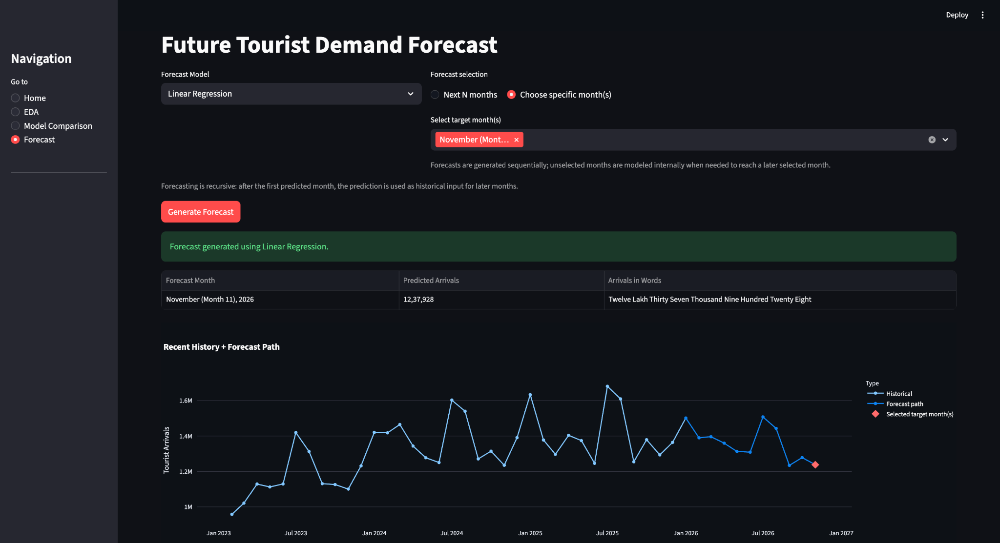 Deploy
Navigation
Go to
Home
EDA
Model Comparison
Forecast
Future Tourist Demand Forecast
Forecast Model
Linear Regression
Forecast selection
Next N months
Choose specific month(s)
Select target month(s)
November (Mont…
Forecasts are generated sequentially; unselected months are modeled internally when needed to reach a later selected month.
Forecasting is recursive: after the first predicted month, the prediction is used as historical input for later months.
Generate Forecast
Forecast generated using Linear Regression.
Forecast Month Predicted Arrivals Arrivals in Words
November (Month 11), 2026 12,37,928 Twelve Lakh Thirty Seven Thousand Nine Hundred Twenty Eight
Recent History + Forecast Path
Type
Historical
Forecast path
Selected target month(s)
Tourist Arrivals
1.6M
1.4M
1.2M
1M
Jan 2023 Jul 2023 Jan 2024 Jul 2024 Jan 2025 Jul 2025 Jan 2026 Jul 2026 Jan 2027